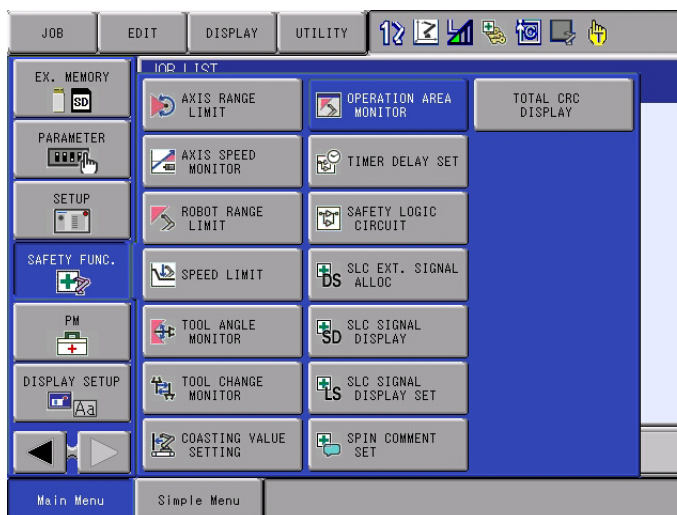 JOB
EDIT
DISPLAY
UTILITY
JOB LIST
EX. MEMORY
SD
PARAMETER
SETUP
SAFETY FUNC.
PM
DISPLAY SETUP
Aa
AXIS RANGE
LIMIT
AXIS SPEED
MONITOR
ROBOT RANGE
LIMIT
SPEED LIMIT
TOOL ANGLE
MONITOR
TOOL CHANGE
MONITOR
COASTING VALUE
SETTING
OPERATION AREA
MONITOR
TIMER DELAY SET
SAFETY LOGIC
CIRCUIT
DS
SLC EXT. SIGNAL
ALLOC
SD
SLC SIGNAL
DISPLAY
LS
SLC SIGNAL
DISPLAY SET
SPIN COMMENT
SET
TOTAL CRC
DISPLAY
Main Menu
Simple Menu